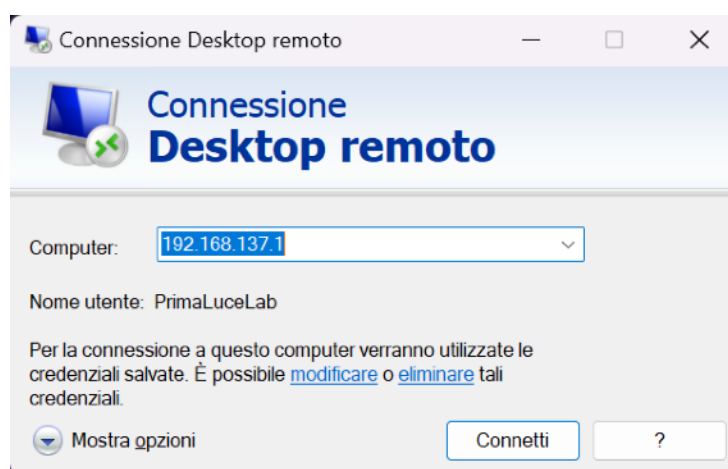 Connessione Desktop remoto
Connessione
Desktop remoto
Computer: 192.168.137.1
Nome utente: PrimaLuceLab
Per la connessione a questo computer verranno utilizzate le
credenziali salvate. È possibile modificare o eliminare tali
credenziali.
Mostra opzioni Connetti ?